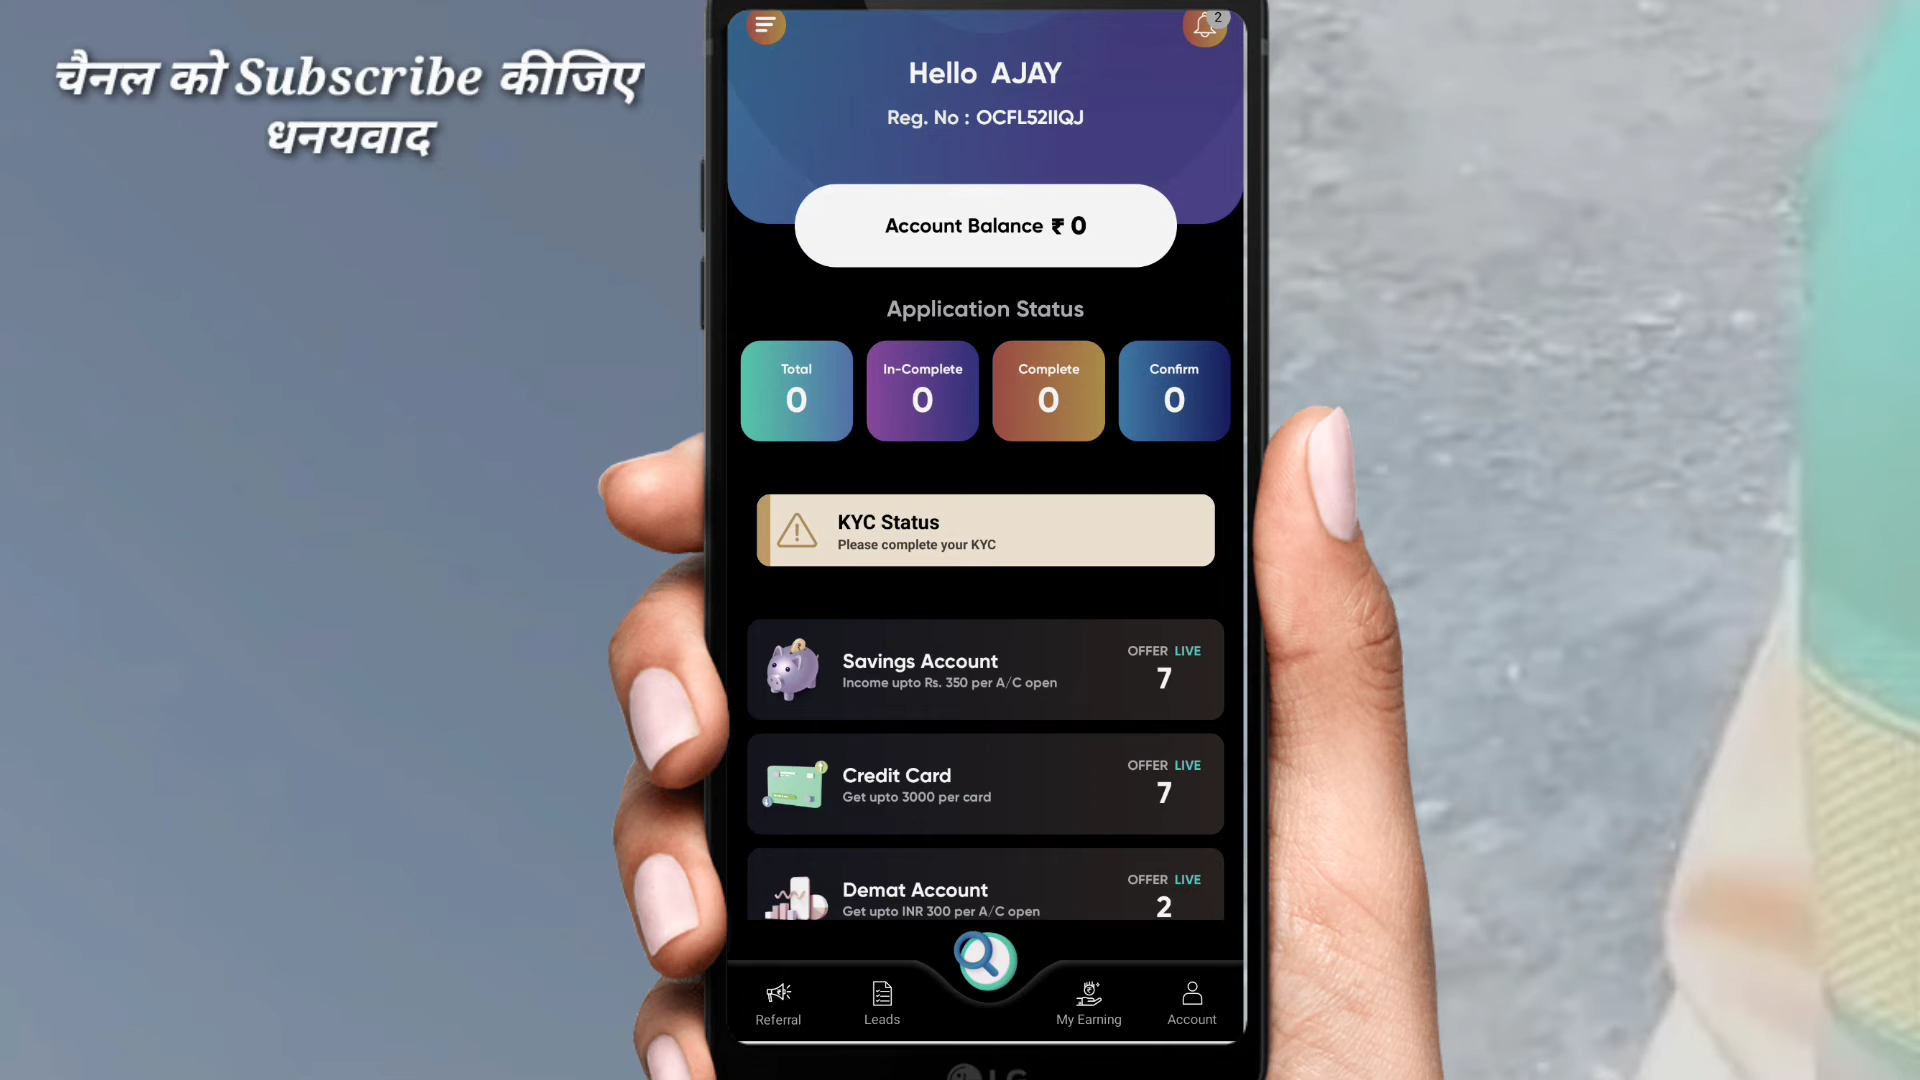 चैनल को Subscribe कीजिए
धनयवाद
2
Hello AJAY
Reg. No : OCFL52IIQJ
Account Balance ₹ 0
Application Status
Total
0
In-Complete
0
Complete
0
Confirm
0
KYC Status
Please complete your KYC
Savings Account
Income upto Rs. 350 per A/C open
OFFER LIVE
7
Credit Card
Get upto 3000 per card
OFFER LIVE
7
Demat Account
Get upto INR 300 per A/C open
OFFER LIVE
2
Referral
Leads
My Earning
Account
LG